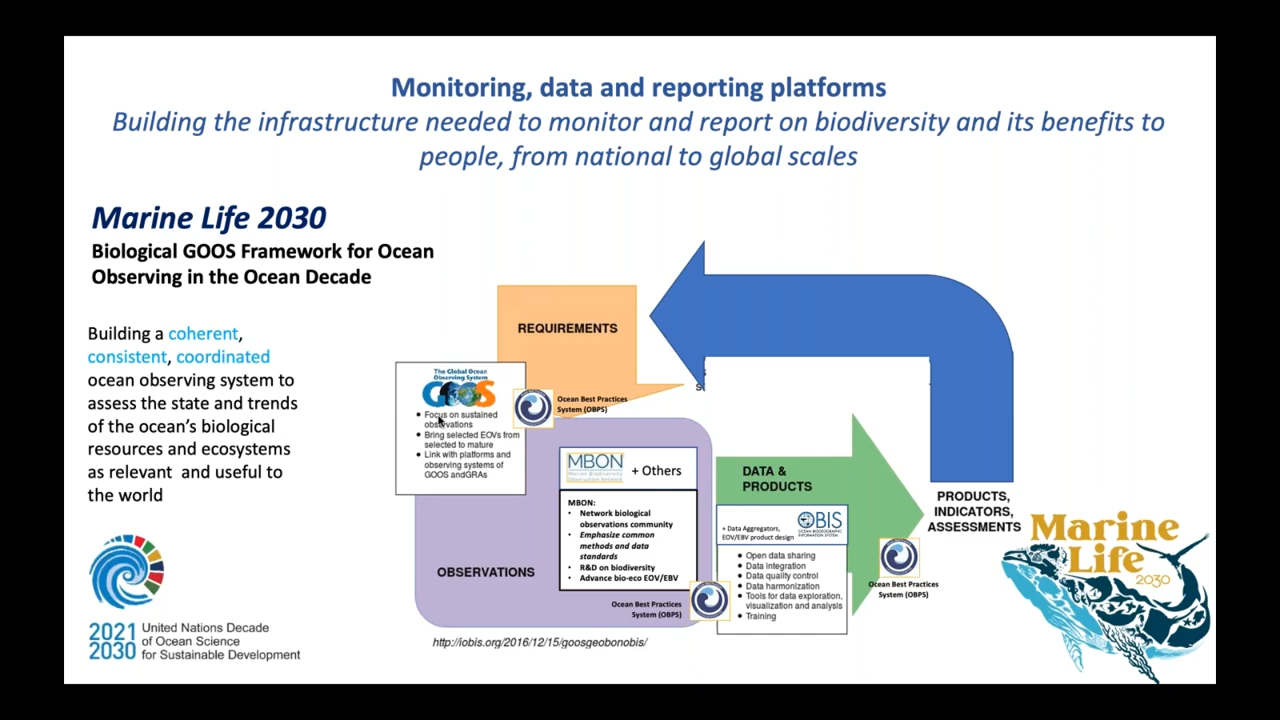 Monitoring, data and reporting platforms
Building the infrastructure needed to monitor and report on biodiversity and its benefits to
people, from national to global scales
Marine Life 2030
Biological GOOS Framework for Ocean
Observing in the Ocean Decade
Building a coherent,
consistent, coordinated
ocean observing system to
assess the state and trends
of the ocean's biological
resources and ecosystems
as relevant and useful to
the world
2021
2030
United Nations Decade
of Ocean Science
for Sustainable Development
REQUIREMENTS
The Global Ocean
Observing System
GOOS
• Focus on sustained
observations
• Bring selected EOVs from
selected to mature
• Link with platforms and
observing systems of
GOOS andGRAs
Ocean Best Practices
System (OBPS)
OBSERVATIONS
MBON
Marine Biodiversity
Observation Network
+ Others
MBON:
• Network biological
observations community
• Emphasize common
methods and data
standards
• R&D on biodiversity
• Advance bio-eco EOV/EBV
Ocean Best Practices
System (OBPS)
http://iobis.org/2016/12/15/goosgeobonobis/
DATA &
PRODUCTS
+ Data Aggregators,
EOV/EBV product design
OBIS
OCEAN BIOGEOGRAPHIC
INFORMATION SYSTEM
• Open data sharing
• Data integration
• Data quality control
• Data harmonization
• Tools for data exploration,
visualization and analysis
• Training
Ocean Best Practices
System (OBPS)
PRODUCTS,
INDICATORS,
ASSESSMENTS
Marine
Life
2030